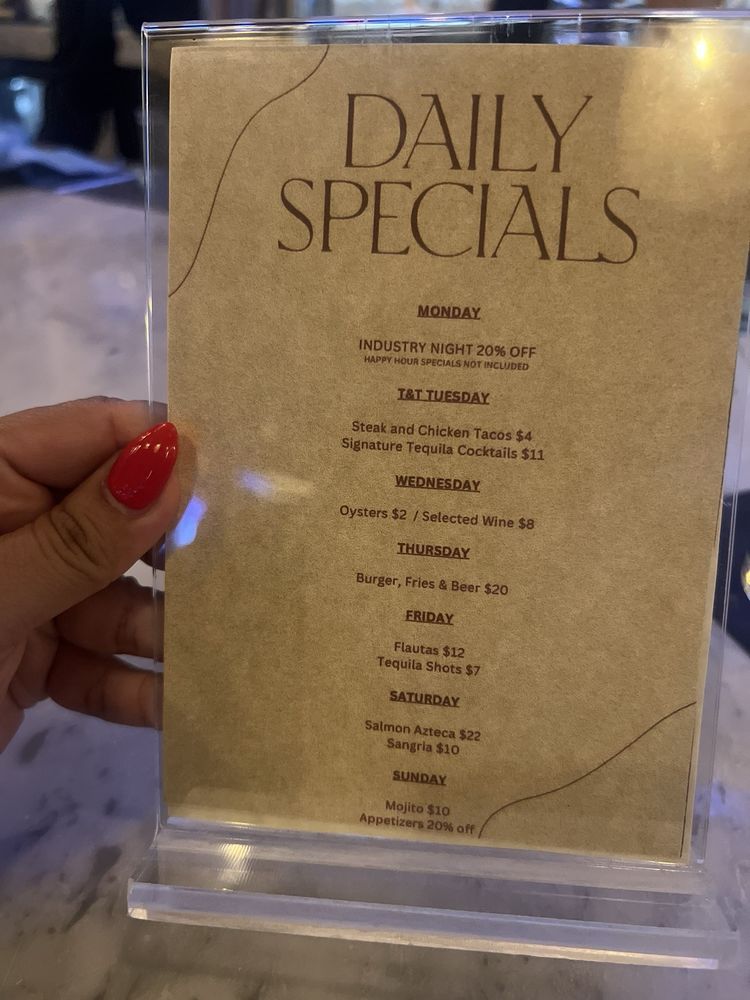 DAILY
SPECIALS
MONDAY
INDUSTRY NIGHT 20% OFF
HAPPY HOUR SPECIALS NOT INCLUDED
T&T TUESDAY
Steak and Chicken Tacos $4
Signature Tequila Cocktails $11
WEDNESDAY
Oysters $2 / Selected Wine $8
THURSDAY
Burger, Fries & Beer $20
FRIDAY
Flautas $12
Tequila Shots $7
SATURDAY
Salmon Azteca $22
Sangria $10
SUNDAY
Mojito $10
Appetizers 20% off